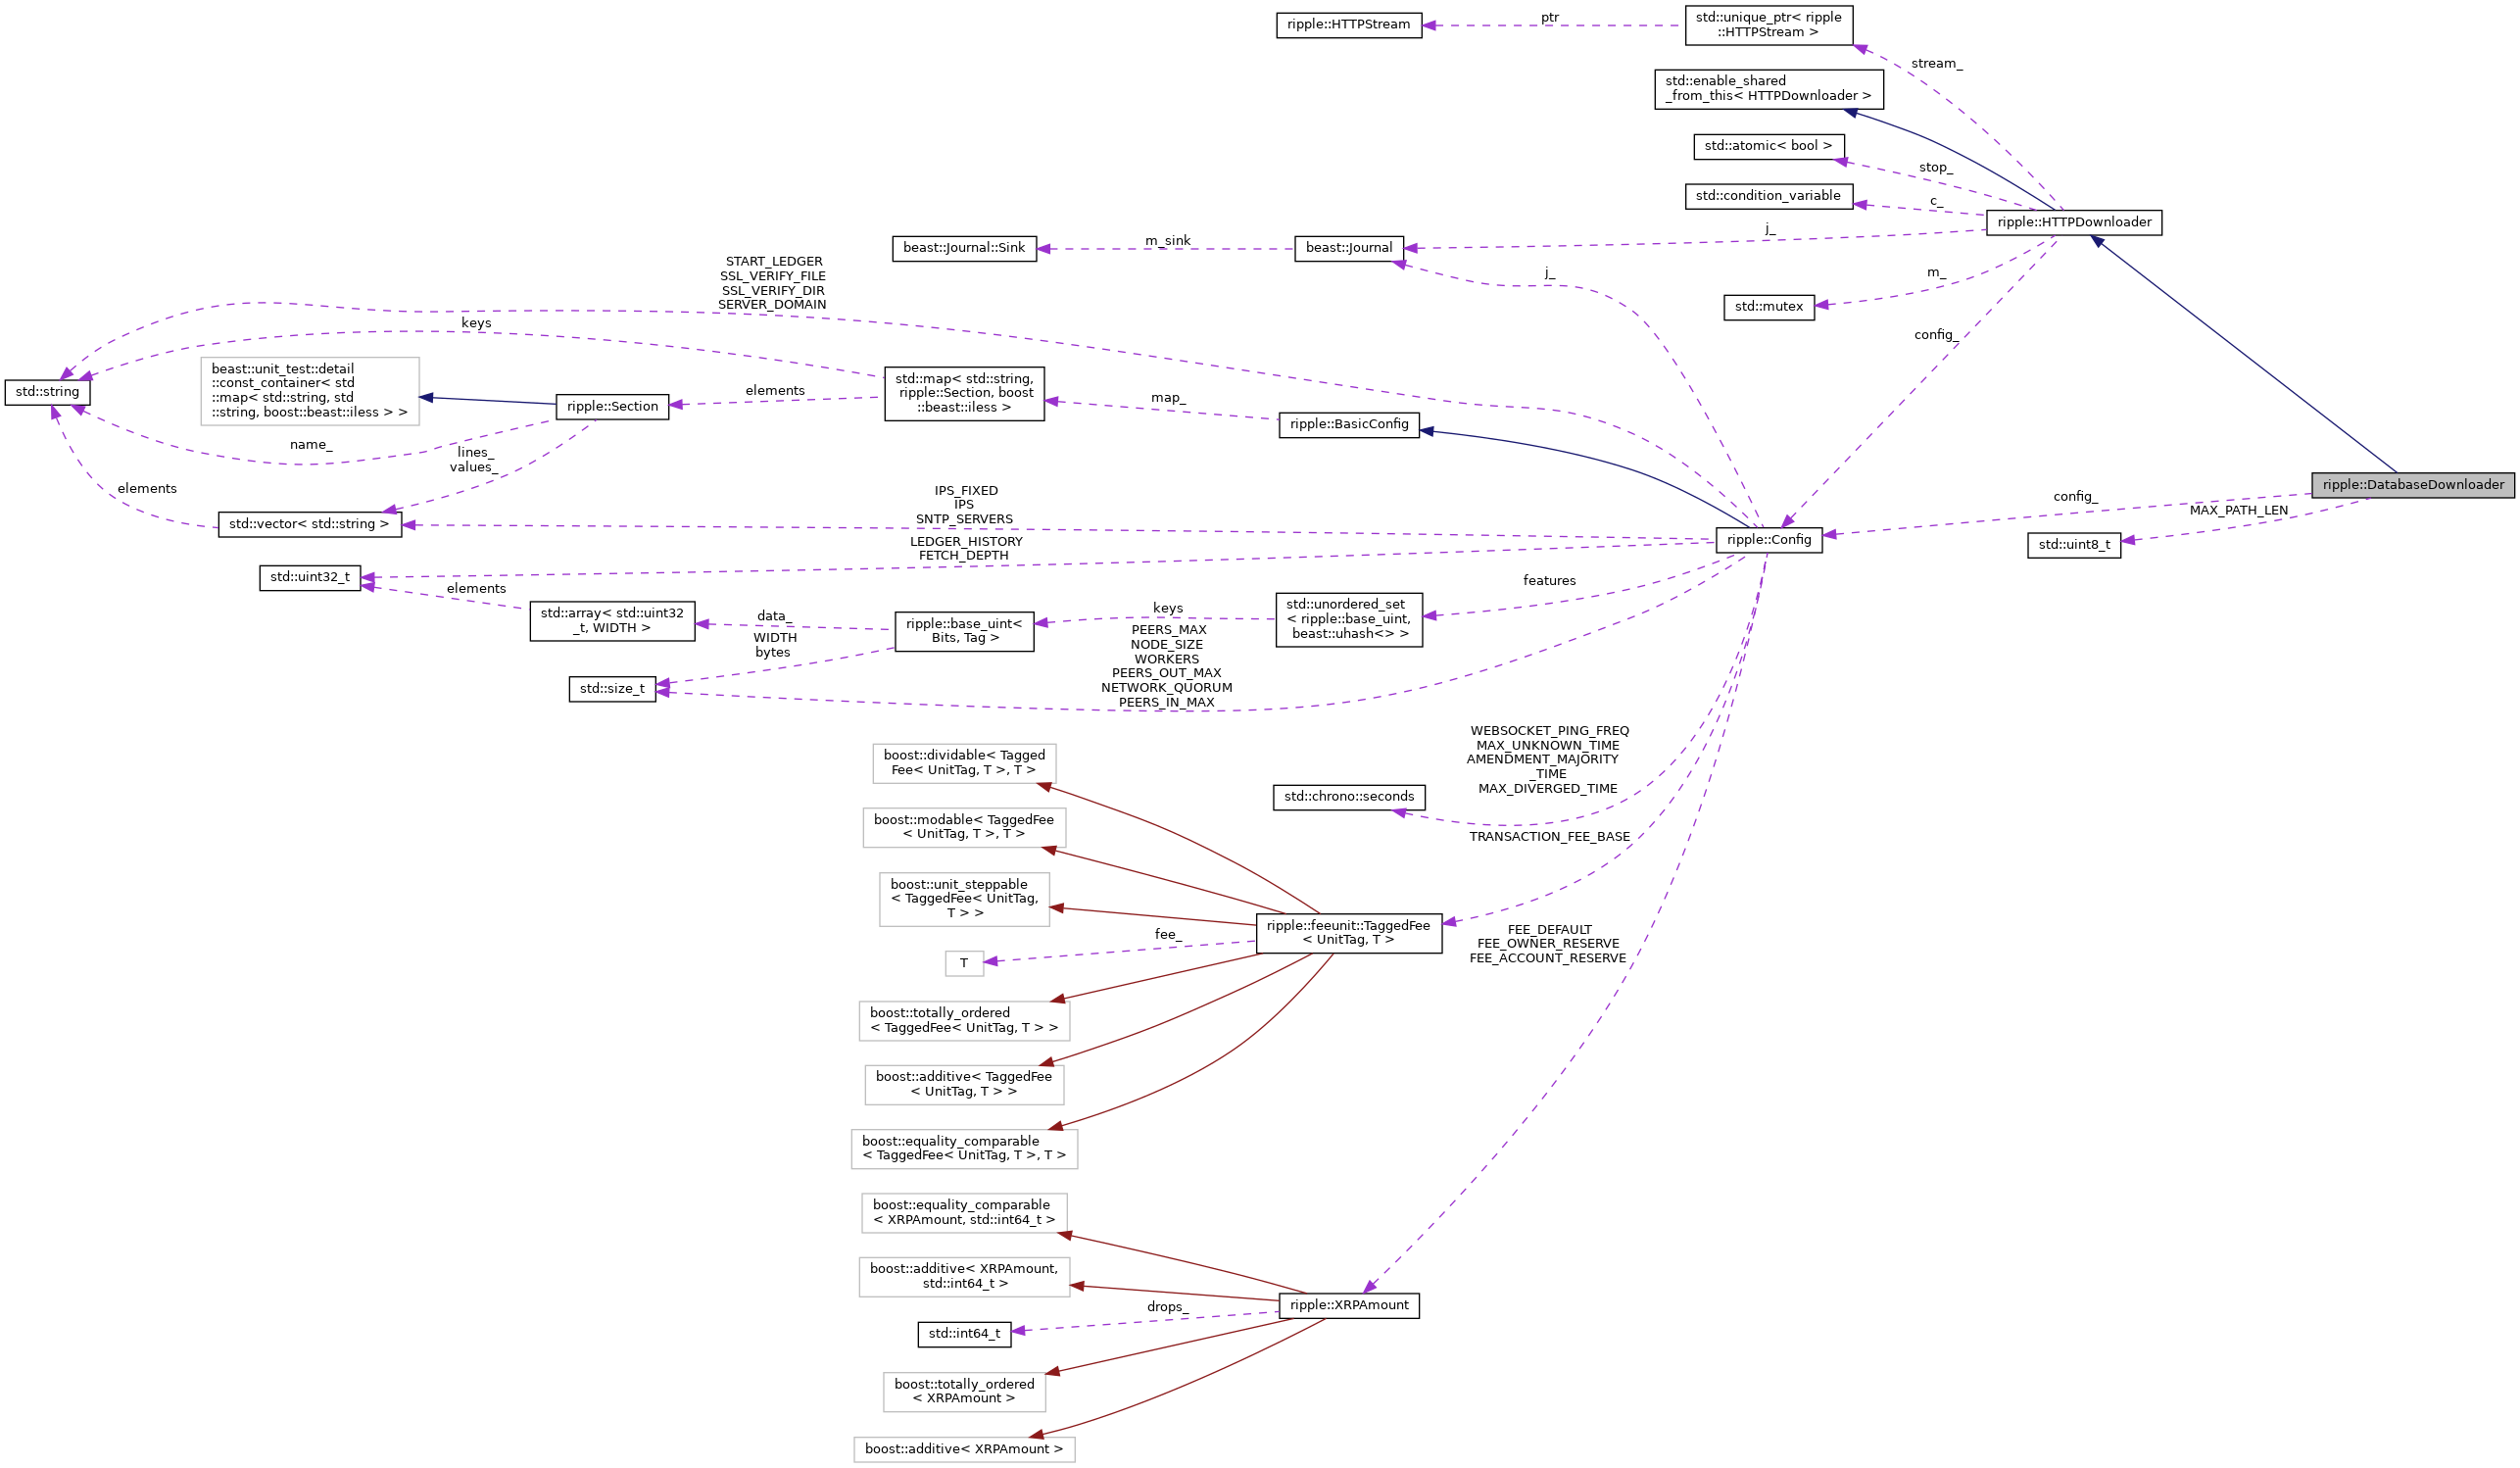 ripple::HTTPStream
ptr
std::unique_ptr< ripple
::HTTPStream >
stream_
std::enable_shared
_from_this< HTTPDownloader >
std::atomic< bool >
stop_
std::condition_variable
c_
ripple::HTTPDownloader
beast::Journal::Sink
m_sink
beast::Journal
j_
j_
m_
std::mutex
config_
START_LEDGER
SSL_VERIFY_FILE
SSL_VERIFY_DIR
SERVER_DOMAIN
keys
std::string
beast::unit_test::detail
::const_container< std
::map< std::string, std
::string, boost::beast::iless > >
ripple::Section
elements
std::map< std::string,
ripple::Section, boost
::beast::iless >
map_
ripple::BasicConfig
name_
lines_
values_
elements
std::vector< std::string >
IPS_FIXED
IPS
SNTP_SERVERS
LEDGER_HISTORY
FETCH_DEPTH
ripple::Config
config_
ripple::DatabaseDownloader
MAX_PATH_LEN
std::uint8_t
std::uint32_t
elements
std::array< std::uint32
_t, WIDTH >
data_
WIDTH
bytes
ripple::base_uint<
Bits, Tag >
keys
std::unordered_set
< ripple::base_uint,
beast::uhash<> >
features
std::size_t
PEERS_MAX
NODE_SIZE
WORKERS
PEERS_OUT_MAX
NETWORK_QUORUM
PEERS_IN_MAX
WEBSOCKET_PING_FREQ
MAX_UNKNOWN_TIME
AMENDMENT_MAJORITY
_TIME
MAX_DIVERGED_TIME
std::chrono::seconds
TRANSACTION_FEE_BASE
boost::dividable< Tagged
Fee< UnitTag, T >, T >
boost::modable< TaggedFee
< UnitTag, T >, T >
boost::unit_steppable
< TaggedFee< UnitTag,
T > >
fee_
T
ripple::feeunit::TaggedFee
< UnitTag, T >
FEE_DEFAULT
FEE_OWNER_RESERVE
FEE_ACCOUNT_RESERVE
boost::totally_ordered
< TaggedFee< UnitTag, T > >
boost::additive< TaggedFee
< UnitTag, T > >
boost::equality_comparable
< TaggedFee< UnitTag, T >, T >
boost::equality_comparable
< XRPAmount, std::int64_t >
boost::additive< XRPAmount,
std::int64_t >
drops_
ripple::XRPAmount
std::int64_t
boost::totally_ordered
< XRPAmount >
boost::additive< XRPAmount >